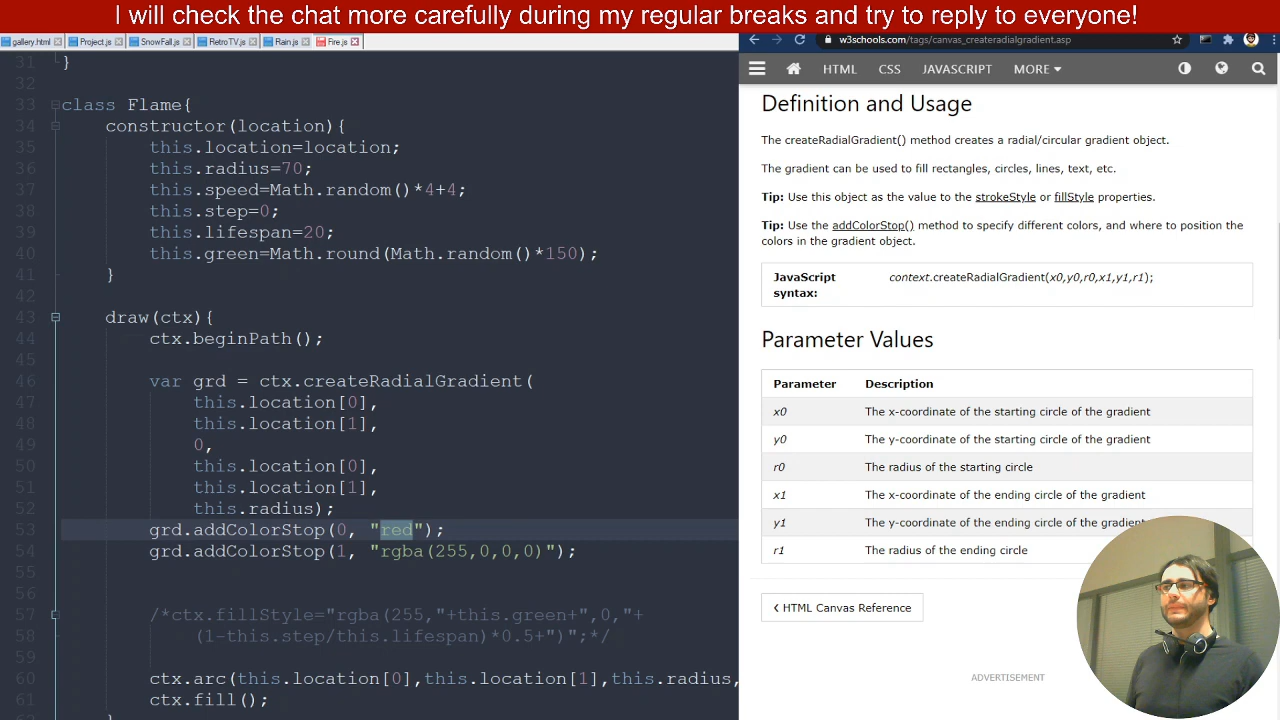 I will check the chat more carefully during my regular breaks and try to reply to everyone!
gallery.html
Project.js
SnowFall.js
RetroTV.js
Rain.js
Fire.js
31 }
32
33 class Flame{
34 constructor(location){
35 this.location=location;
36 this.radius=70;
37 this.speed=Math.random()*4+4;
38 this.step=0;
39 this.lifespan=20;
40 this.green=Math.round(Math.random()*150);
41 }
42
43 draw(ctx){
44 ctx.beginPath();
45
46 var grd = ctx.createRadialGradient(
47 this.location[0],
48 this.location[1],
49 0,
50 this.location[0],
51 this.location[1],
52 this.radius);
53 grd.addColorStop(0, "red");
54 grd.addColorStop(1, "rgba(255,0,0,0)");
55
56
57 /*ctx.fillStyle="rgba(255,"+this.green+",0,"+
58 (1-this.step/this.lifespan)*0.5+")";*/
59
60 ctx.arc(this.location[0],this.location[1],this.radius,
61 ctx.fill();
w3schools.com/tags/canvas_createradialgradient.asp
HTML CSS JAVASCRIPT MORE
Definition and Usage
The createRadialGradient() method creates a radial/circular gradient object.
The gradient can be used to fill rectangles, circles, lines, text, etc.
Tip: Use this object as the value to the strokeStyle or fillStyle properties.
Tip: Use the addColorStop() method to specify different colors, and where to position the
colors in the gradient object.
JavaScript context.createRadialGradient(x0,y0,r0,x1,y1,r1);
syntax:
Parameter Values
Parameter Description
x0 The x-coordinate of the starting circle of the gradient
y0 The y-coordinate of the starting circle of the gradient
r0 The radius of the starting circle
x1 The x-coordinate of the ending circle of the gradient
y1 The y-coordinate of the ending circle of the gradient
r1 The radius of the ending circle
❮ HTML Canvas Reference
ADVERTISEMENT